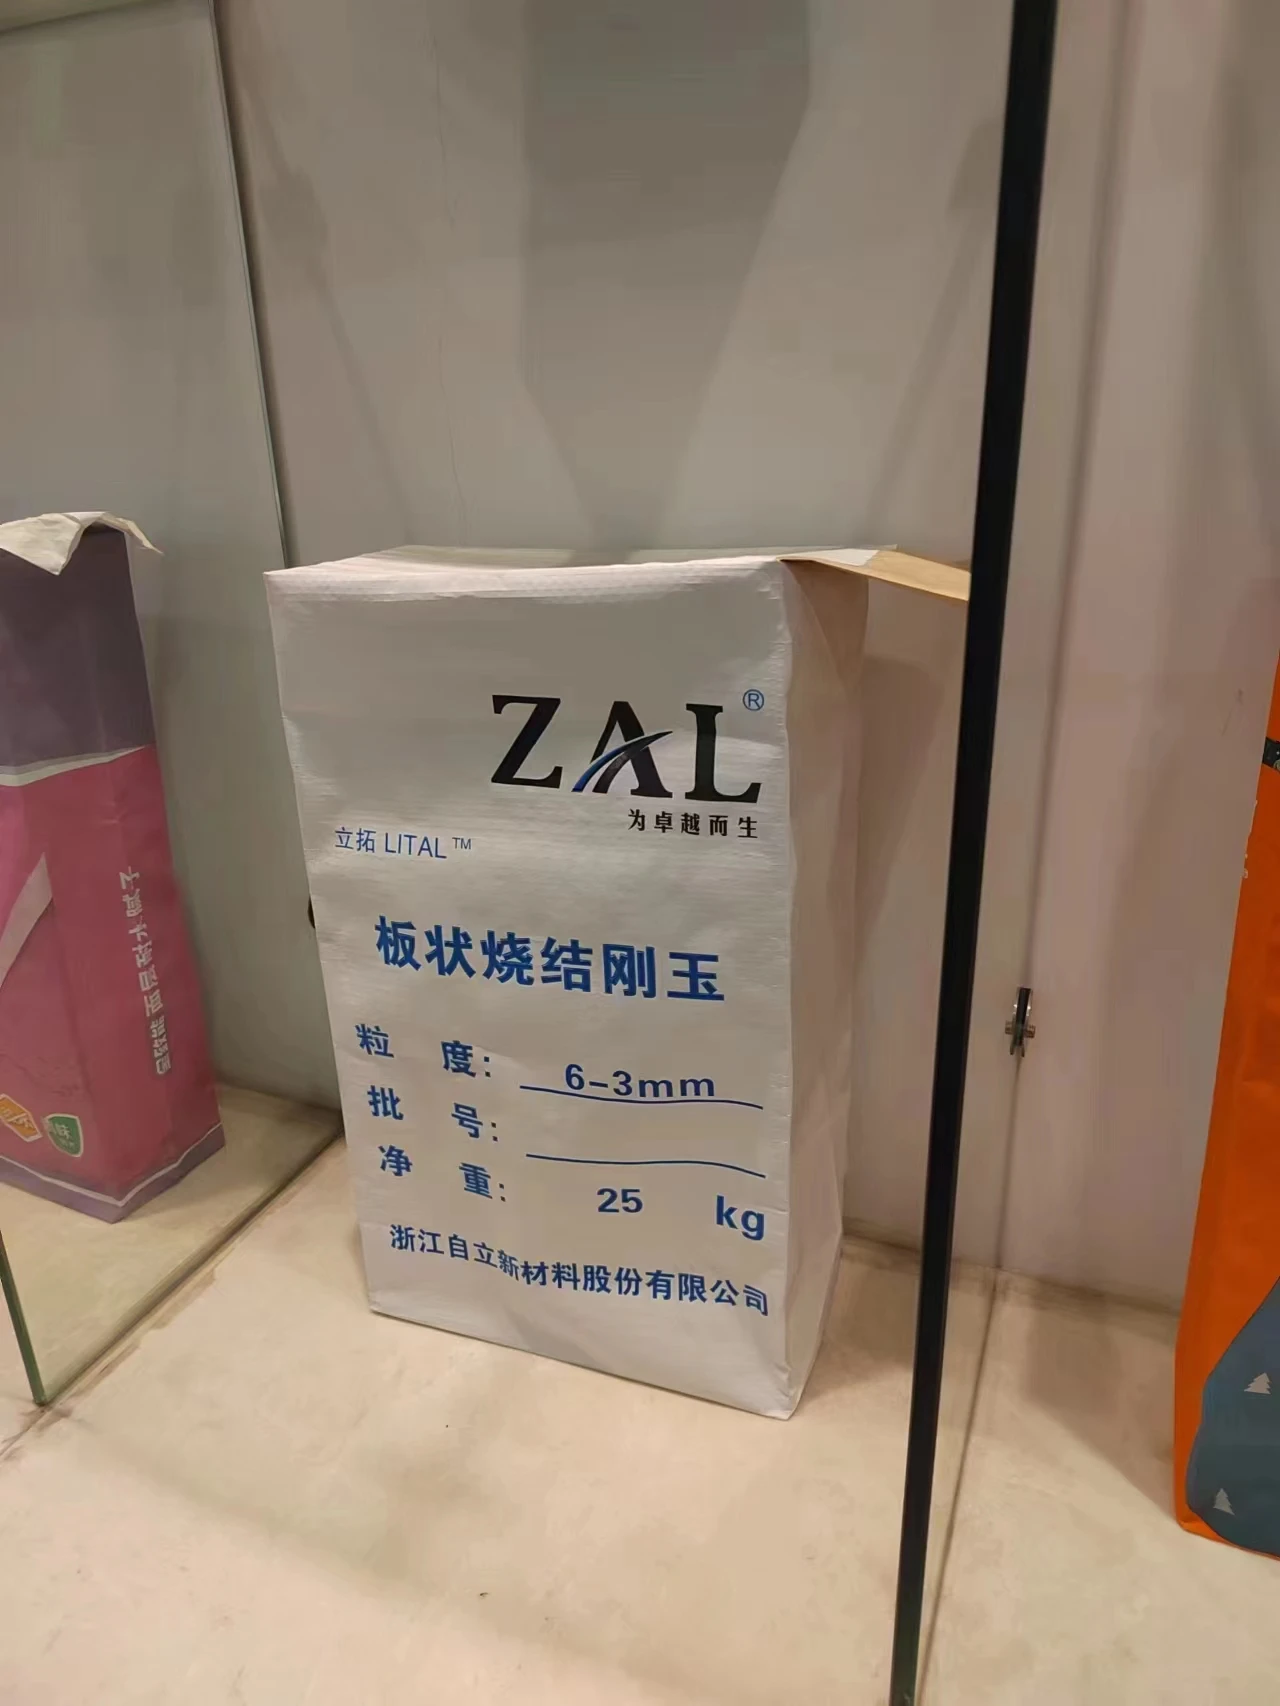 ZAL®
为卓越而生
立拓 LITAL™
板状烧结刚玉
粒 度: 6-3mm
批 号:
净 重: 25 kg
浙江自立新材料股份有限公司